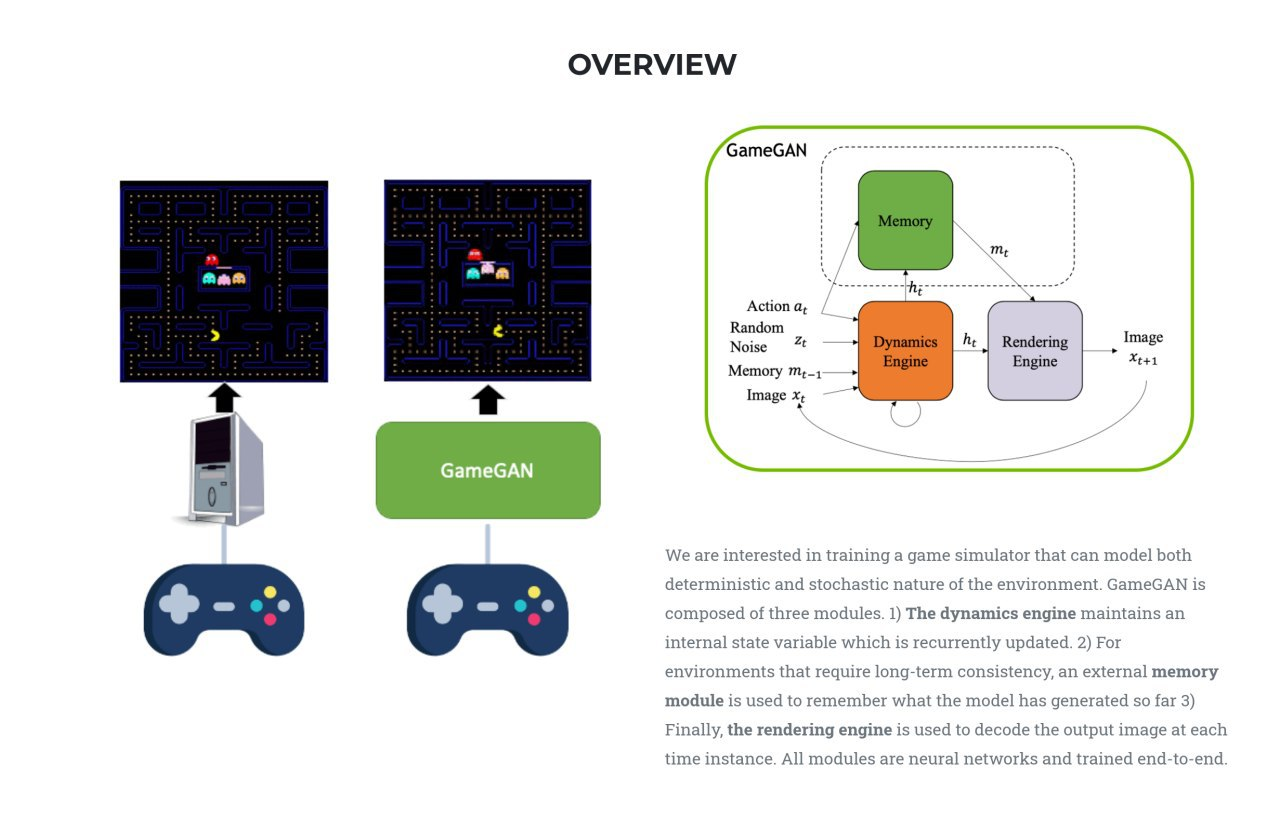 OVERVIEW
GameGAN
GameGAN
Memory
m_t
h_t
Action a_t
Random
Noise z_t
Memory m_{t−1}
Image x_t
Dynamics
Engine
h_t
Rendering
Engine
Image
x_{t+1}
We are interested in training a game simulator that can model both
deterministic and stochastic nature of the environment. GameGAN is
composed of three modules. 1) The dynamics engine maintains an
internal state variable which is recurrently updated. 2) For
environments that require long-term consistency, an external memory
module is used to remember what the model has generated so far 3)
Finally, the rendering engine is used to decode the output image at each
time instance. All modules are neural networks and trained end-to-end.